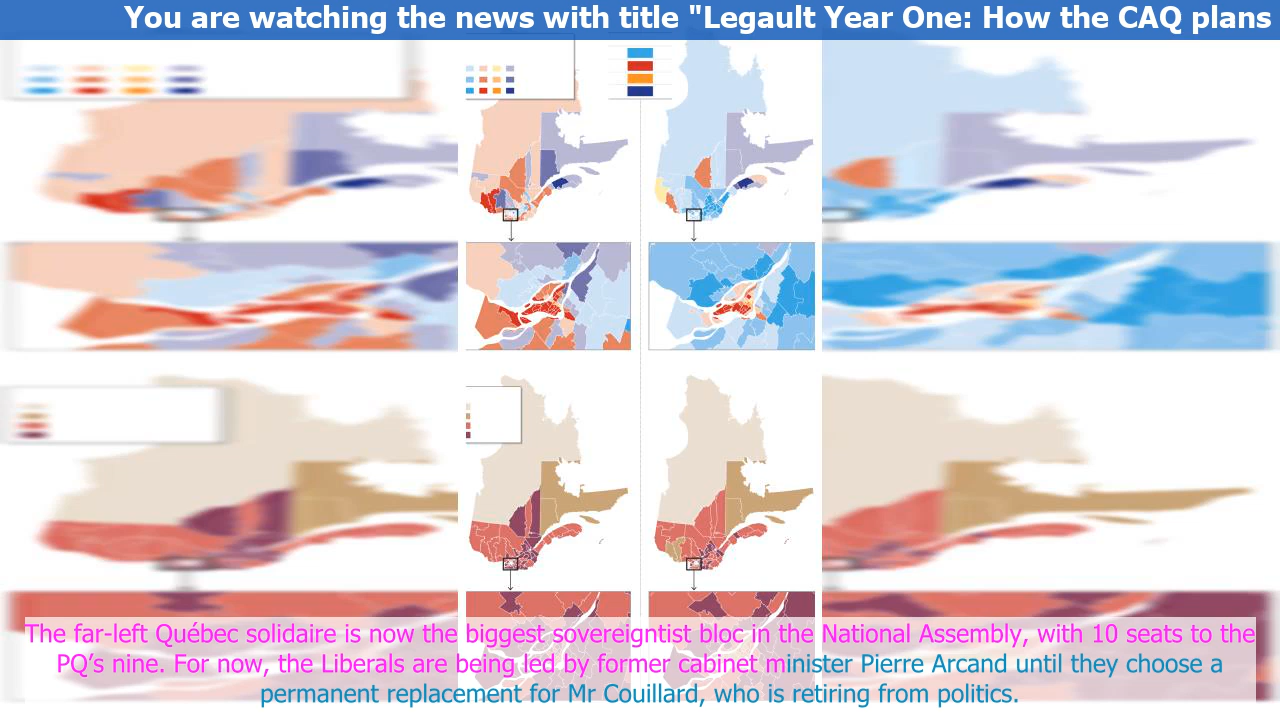 You are watching the news with title "Legault Year One: How the CAQ plans
The far-left Québec solidaire is now the biggest sovereigntist bloc in the National Assembly, with 10 seats to the
PQ’s nine. For now, the Liberals are being led by former cabinet minister Pierre Arcand until they choose a
permanent replacement for Mr Couillard, who is retiring from politics.